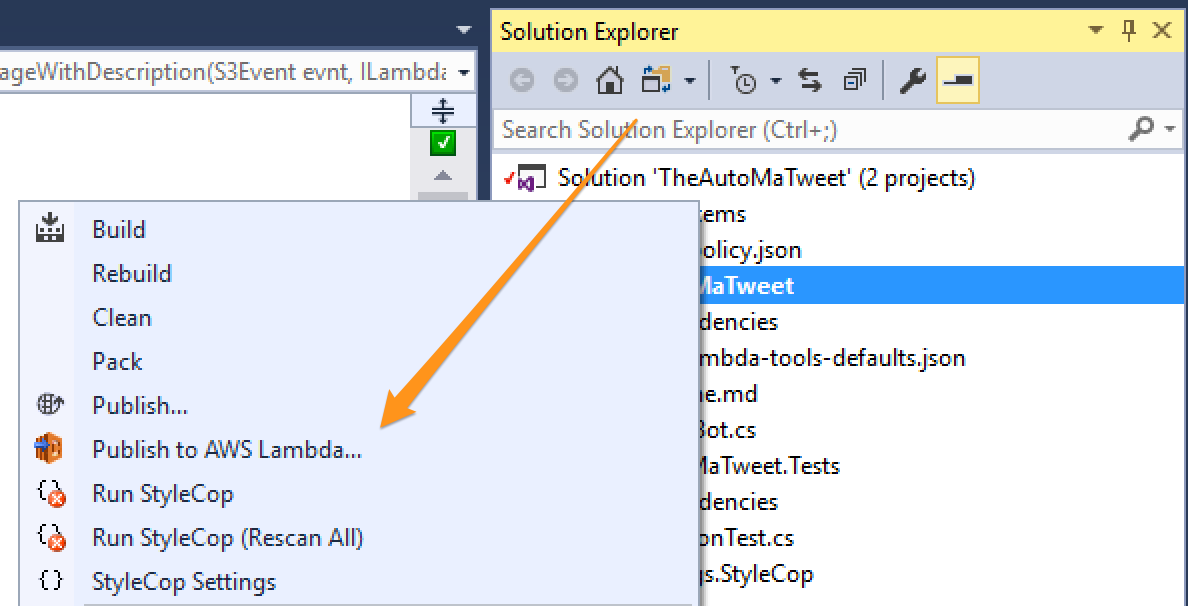 Solution Explorer
ageWithDescription(S3Event evnt, ILambda
Search Solution Explorer (Ctrl+;)
Solution 'TheAutoMaTweet' (2 projects)
tems
olicy.json
MaTweet
dencies
mbda-tools-defaults.json
e.md
Bot.cs
MaTweet.Tests
dencies
onTest.cs
gs.StyleCop
Build
Rebuild
Clean
Pack
Publish...
Publish to AWS Lambda...
Run StyleCop
Run StyleCop (Rescan All)
StyleCop Settings